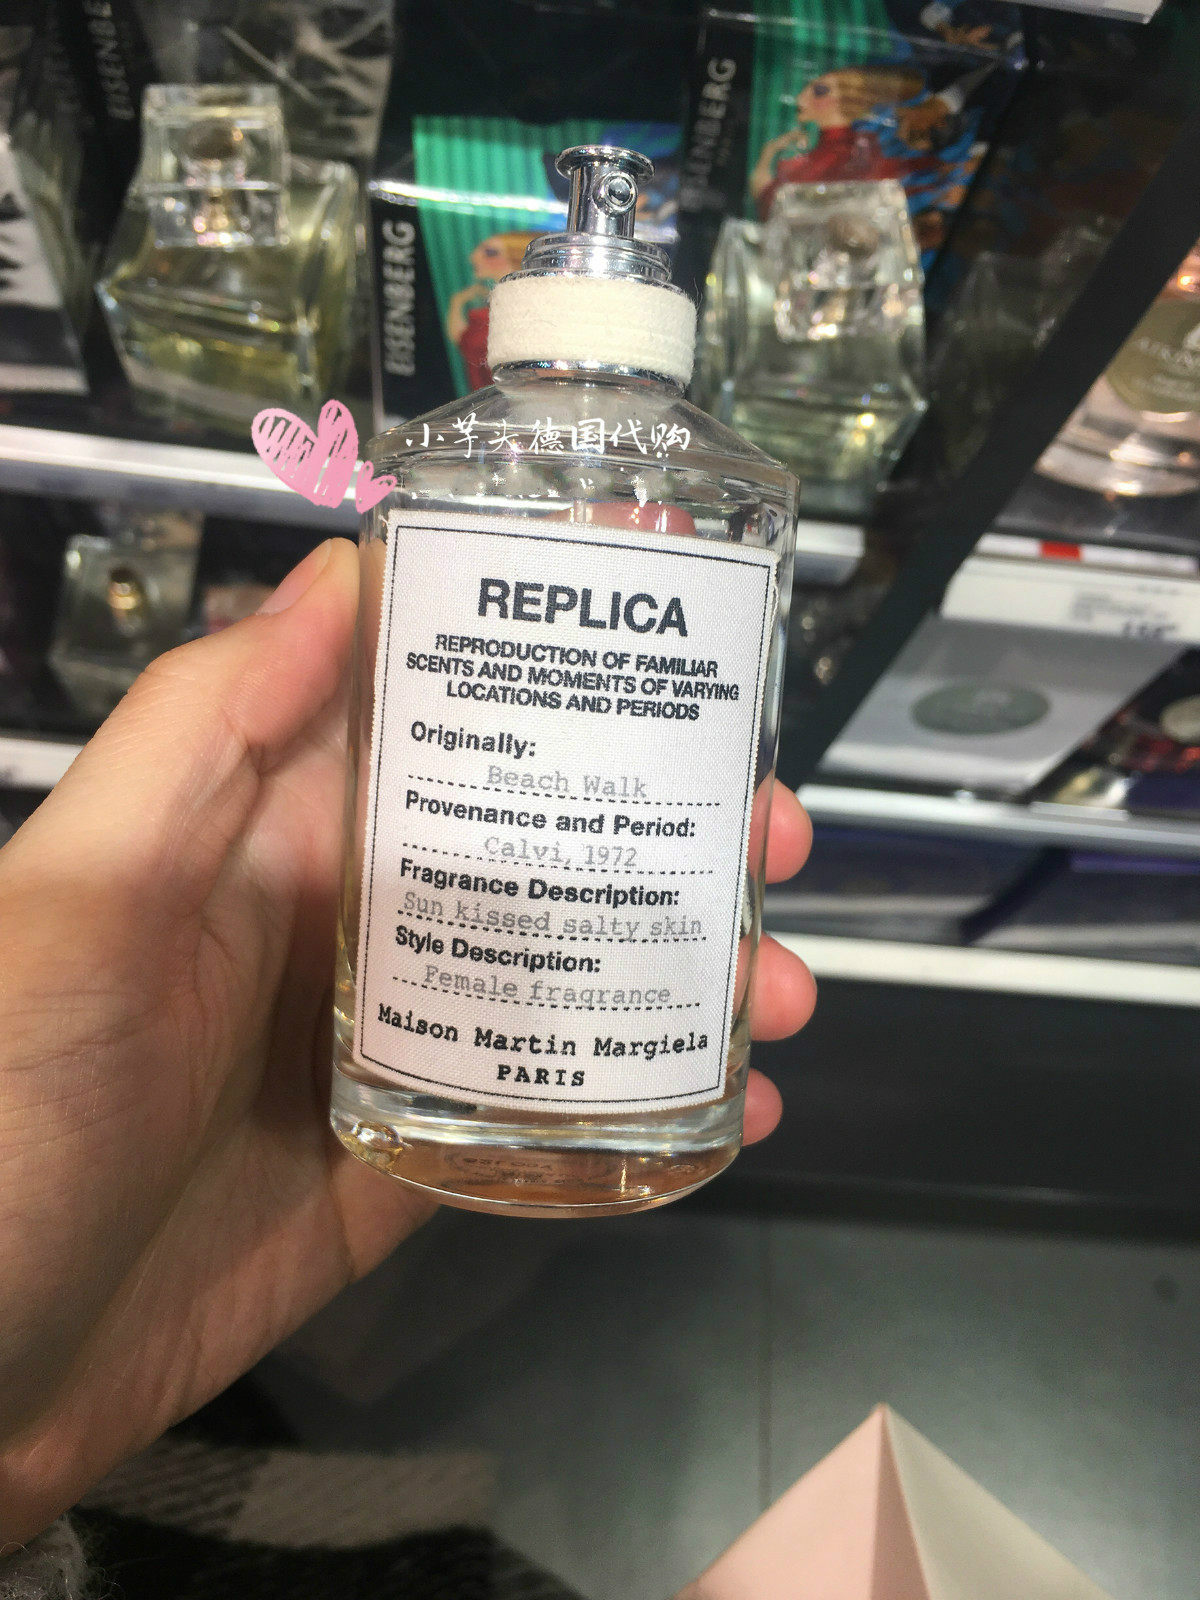 EISENBERG
EISENBERG
小芋头德国代购
REPLICA
REPRODUCTION OF FAMILIAR
SCENTS AND MOMENTS OF VARYING
LOCATIONS AND PERIODS
Originally:
Beach Walk
Provenance and Period:
Calvi, 1972
Fragrance Description:
Sun kissed salty skin
Style Description:
Female fragrance
Maison Martin Margiela
PARIS